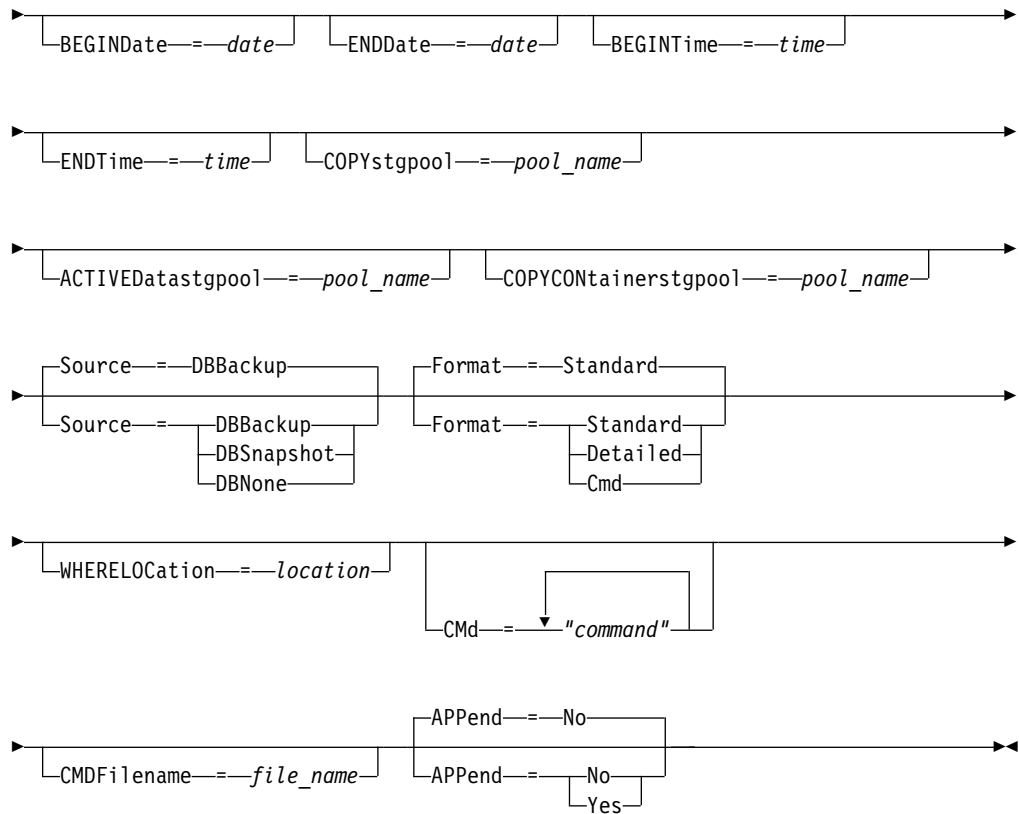 BEGINDate = date ENDDate = date BEGINTime = time
ENDTime = time COPYstgpool = pool_name
ACTIVEDatastgpool = pool_name COPYCONtainerstgpool = pool_name
Source = DBBackup Format = Standard
Source = DBBackup Format = Standard
DBSnapshot Detailed
DBNone Cmd
WHERELOCation = location
CMd = "command"
APPend = No
CMDFilename = file_name APPend = No
Yes